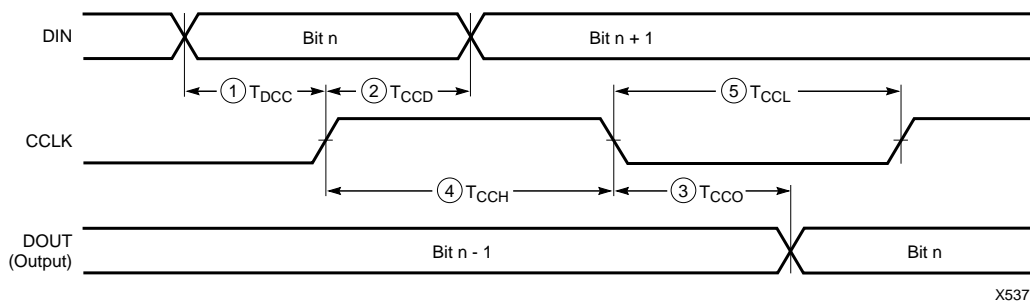 DIN
Bit n
Bit n + 1
1 TDCC
2 TCCD
5 TCCL
CCLK
4 TCCH
3 TCCO
DOUT
(Output)
Bit n - 1
Bit n
X537